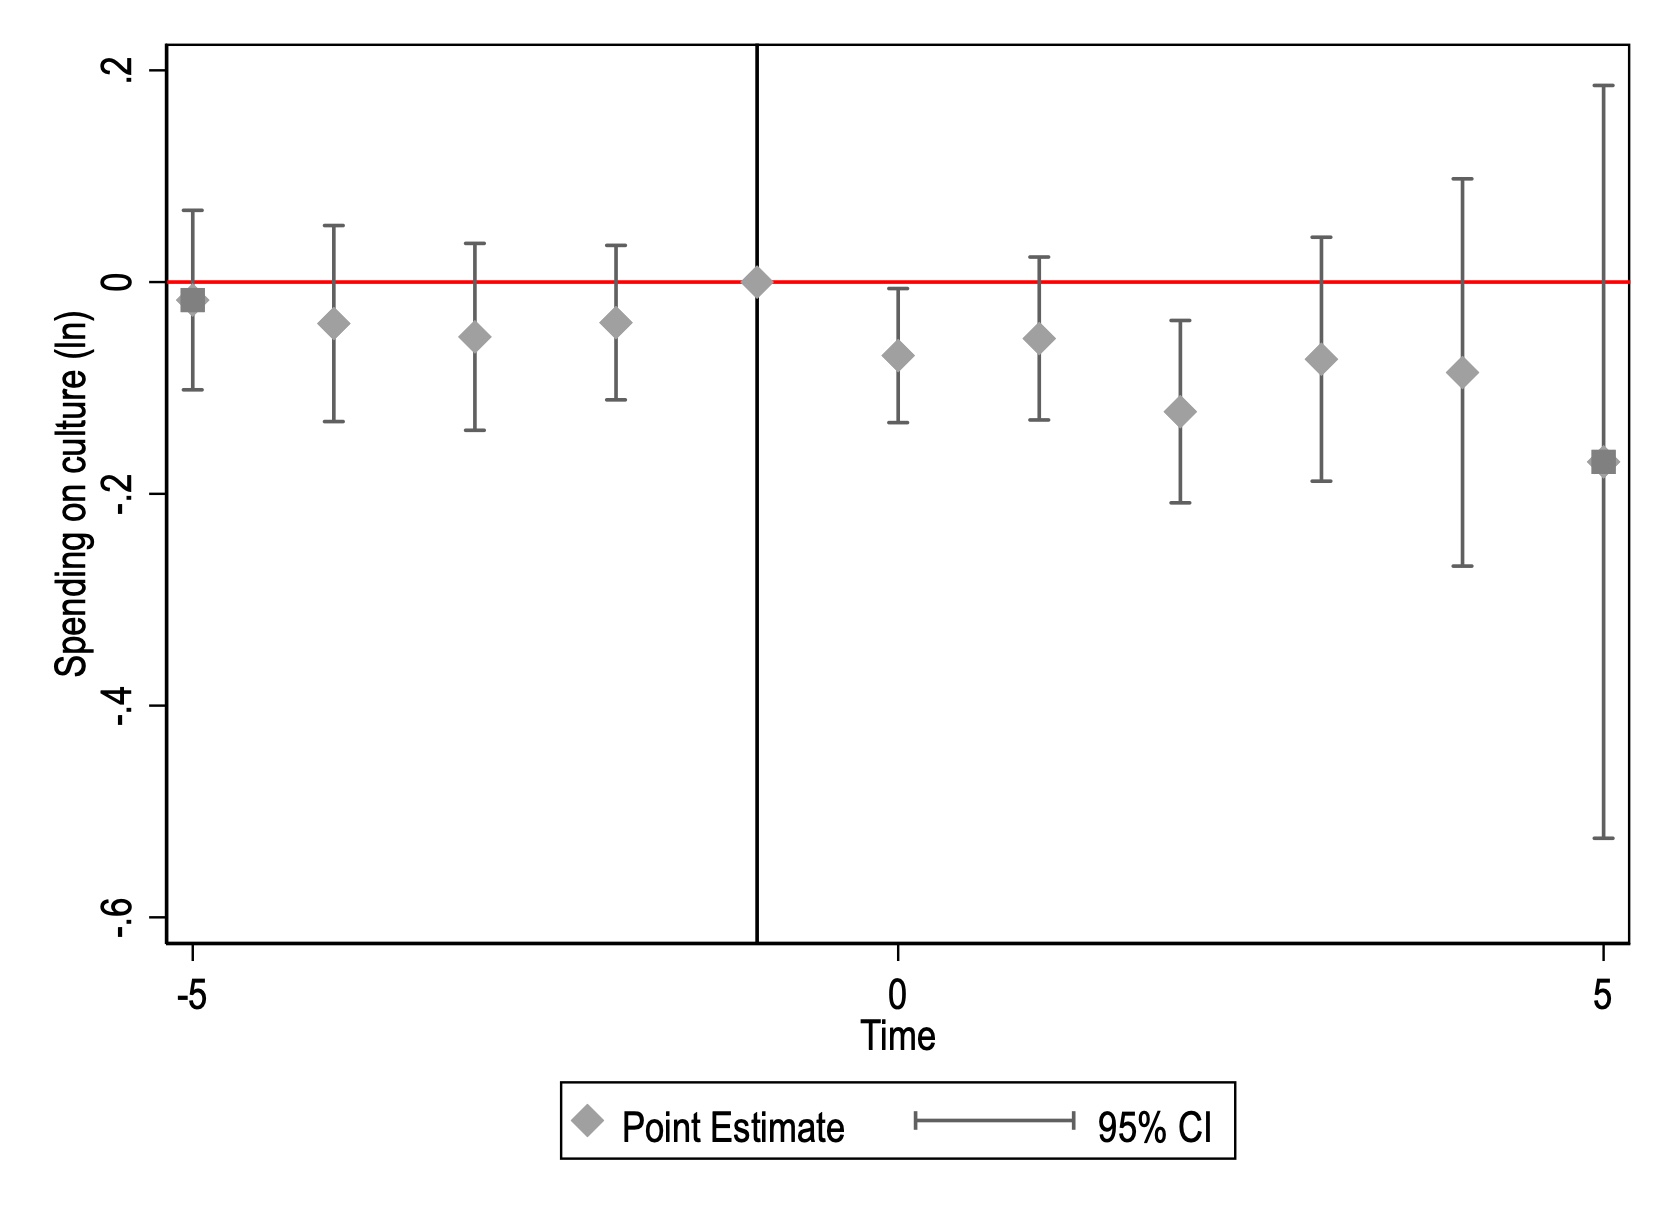 Spending on culture (ln)
.2
0
-.2
-.4
-.6
-5
0
5
Time
Point Estimate
95% CI